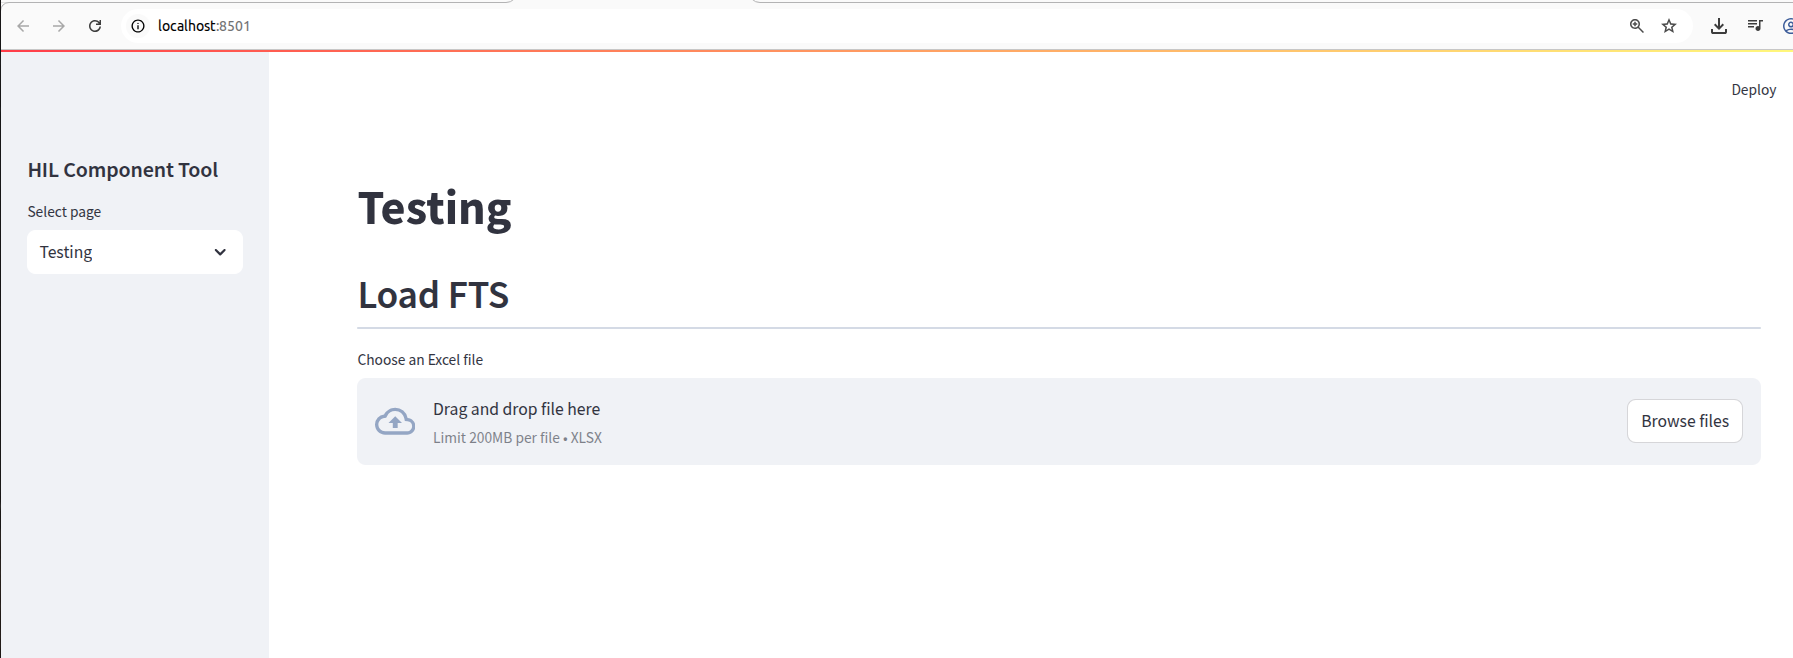 localhost:8501
Deploy
HIL Component Tool
Select page
Testing
Testing
Load FTS
Choose an Excel file
Drag and drop file here
Limit 200MB per file • XLSX
Browse files